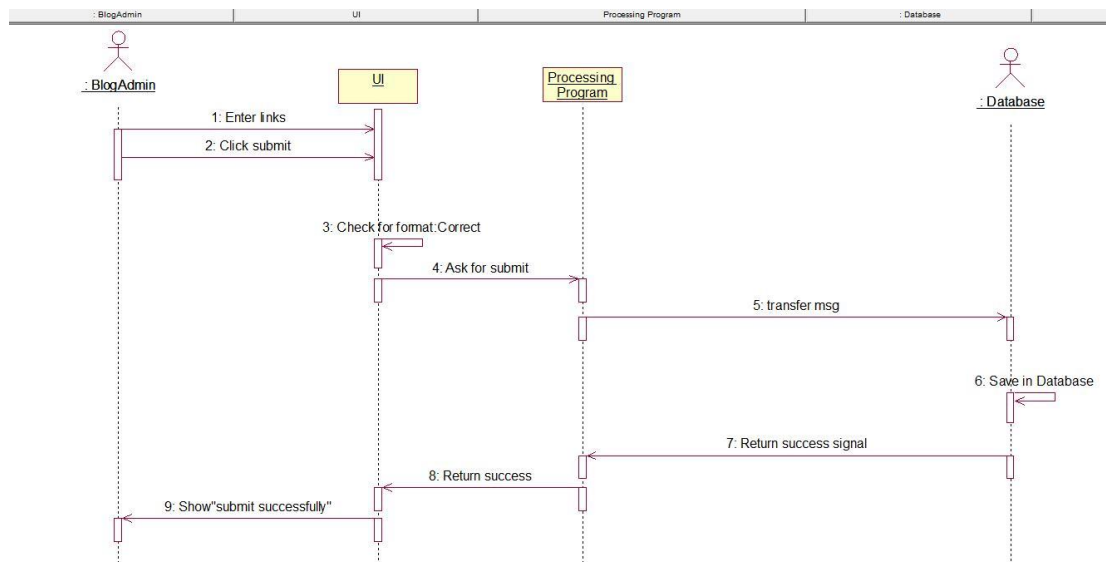 : BlogAdmin
UI
Processing Program
: Database
: BlogAdmin
UI
Processing
Program
: Database
1: Enter links
2: Click submit
3: Check for format:Correct
4: Ask for submit
5: transfer msg
6: Save in Database
7: Return success signal
8: Return success
9: Show"submit successfully"